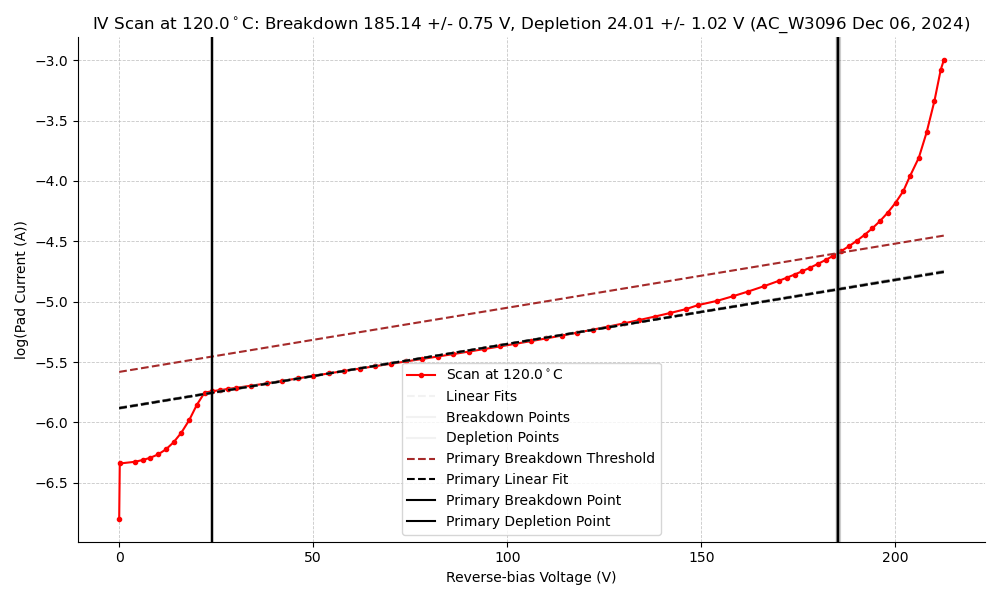 IV Scan at 120.0°C: Breakdown 185.14 +/- 0.75 V, Depletion 24.01 +/- 1.02 V (AC_W3096 Dec 06, 2024)
−3.0
−3.5
−4.0
−4.5
−5.0
−5.5
−6.0
−6.5
log(Pad Current (A))
Scan at 120.0°C
Linear Fits
Breakdown Points
Depletion Points
Primary Breakdown Threshold
Primary Linear Fit
Primary Breakdown Point
Primary Depletion Point
0 50 100 150 200
Reverse-bias Voltage (V)